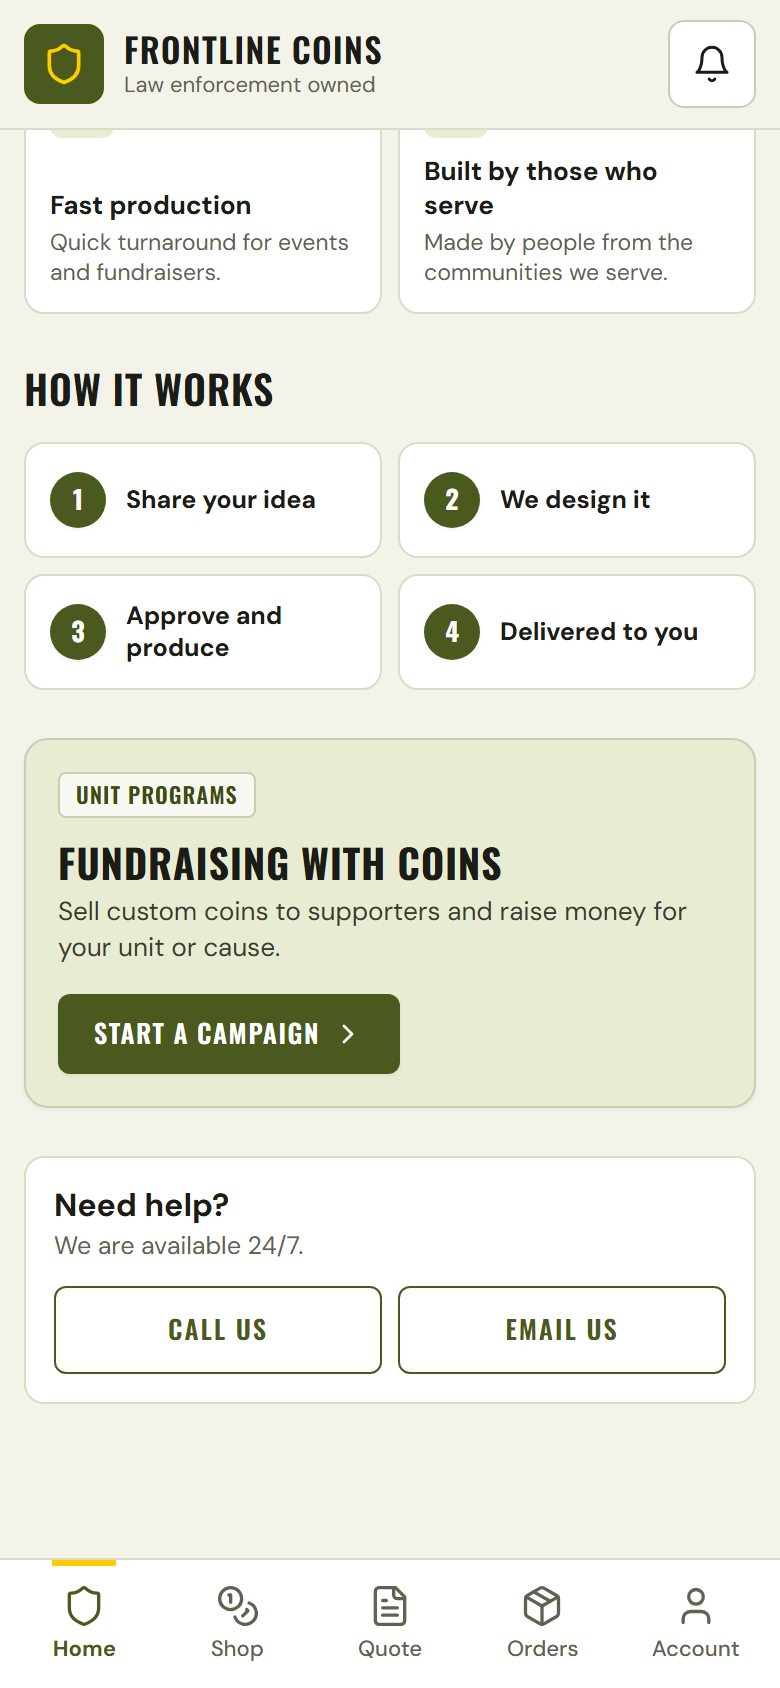 FRONTLINE COINS
Law enforcement owned
Fast production
Quick turnaround for events
and fundraisers.
Built by those who
serve
Made by people from the
communities we serve.
HOW IT WORKS
1 Share your idea
2 We design it
3 Approve and
produce
4 Delivered to you
UNIT PROGRAMS
FUNDRAISING WITH COINS
Sell custom coins to supporters and raise money for
your unit or cause.
START A CAMPAIGN
Need help?
We are available 24/7.
CALL US
EMAIL US
Home
Shop
Quote
Orders
Account